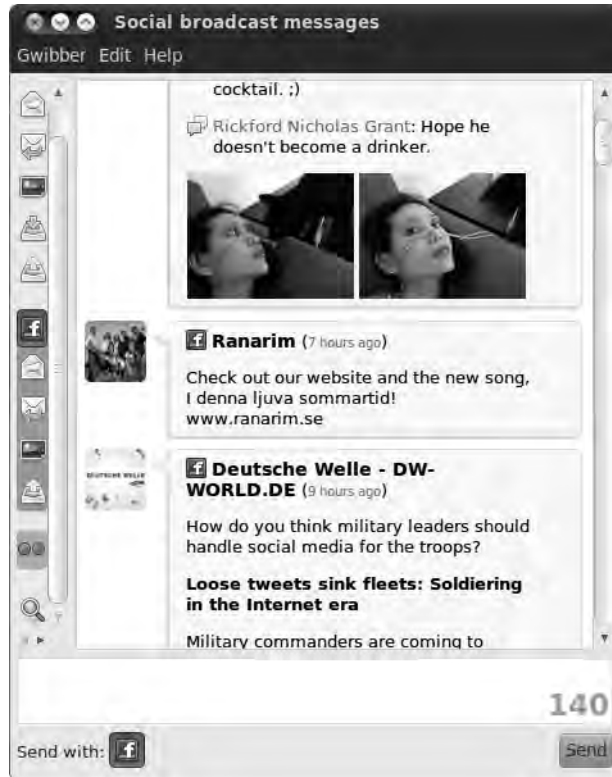 Social broadcast messages
Gwibber Edit Help
cocktail. ;)
Rickford Nicholas Grant: Hope he
doesn't become a drinker.
f Ranarim (7 hours ago)
Check out our website and the new song,
I denna ljuva sommartid!
www.ranarim.se
DEUTSCHE WELLE
f Deutsche Welle - DW-
WORLD.DE (9 hours ago)
How do you think military leaders should
handle social media for the troops?
Loose tweets sink fleets: Soldiering
in the Internet era
Military commanders are coming to
140
Send with: f
Send